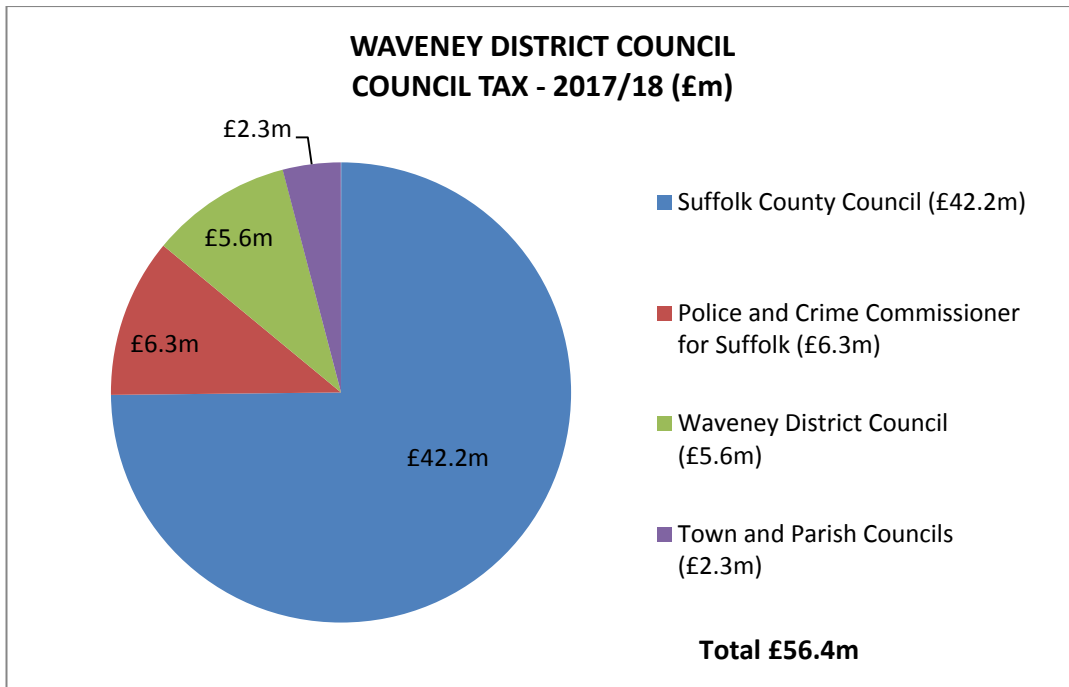 WAVENEY DISTRICT COUNCIL
COUNCIL TAX - 2017/18 (£m)
£2.3m
£5.6m
£6.3m
£42.2m
Suffolk County Council (£42.2m)
Police and Crime Commissioner
for Suffolk (£6.3m)
Waveney District Council
(£5.6m)
Town and Parish Councils
(£2.3m)
Total £56.4m